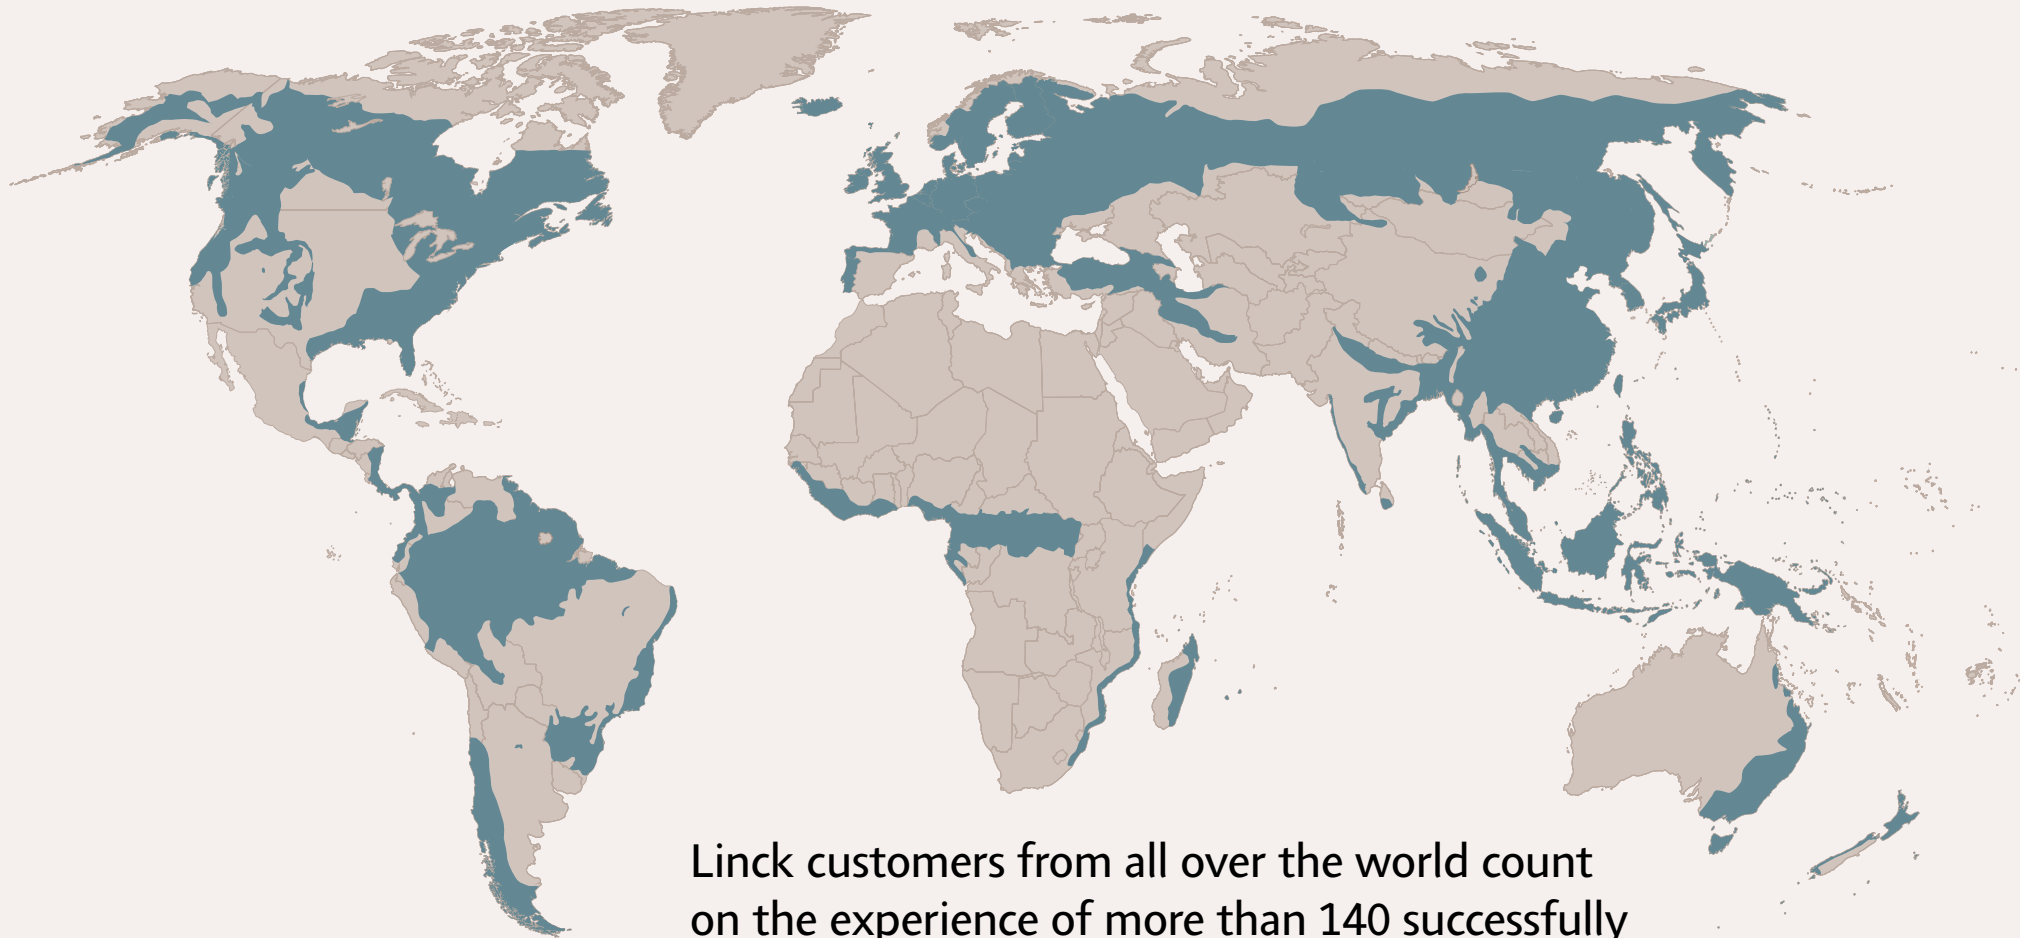 Linck customers from all over the world count
on the experience of more than 140 successfully